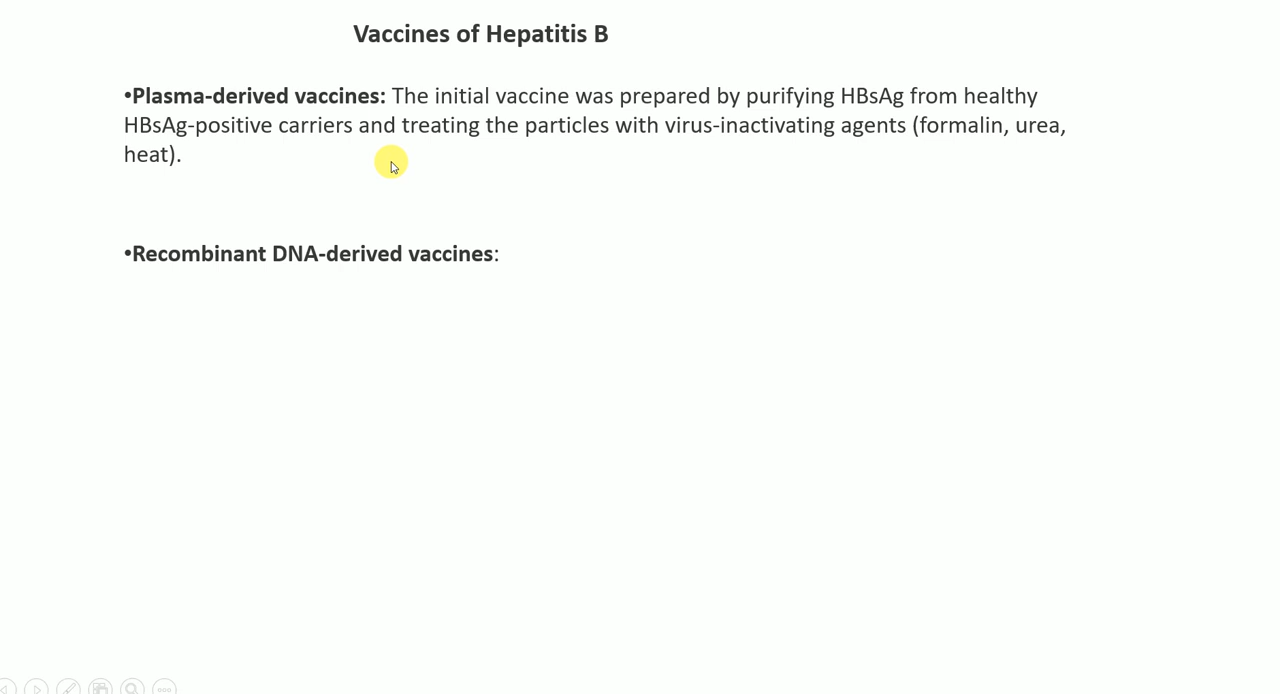 Vaccines of Hepatitis B
•Plasma-derived vaccines: The initial vaccine was prepared by purifying HBsAg from healthy
HBsAg-positive carriers and treating the particles with virus-inactivating agents (formalin, urea,
heat).
•Recombinant DNA-derived vaccines: